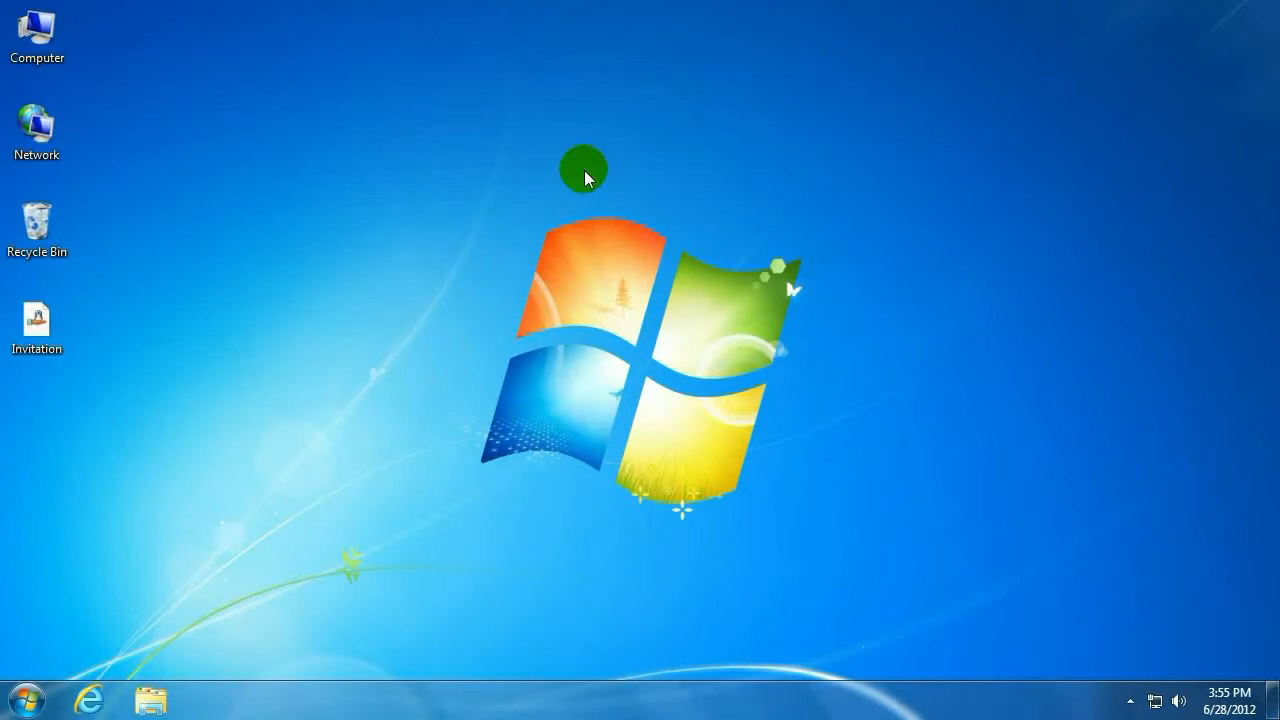 Computer
Network
Recycle Bin
Invitation
3:55 PM
6/28/2012